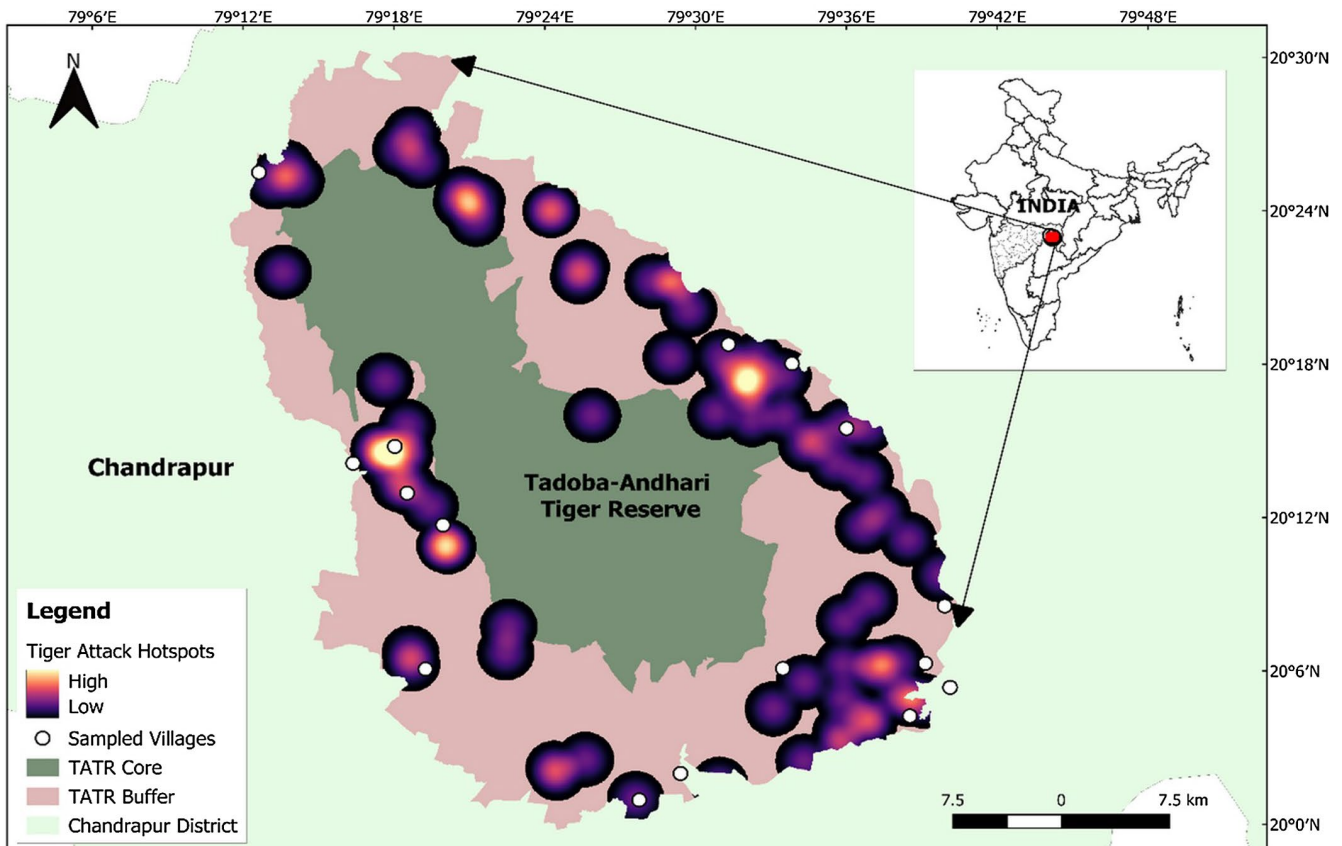 79°6′E 79°12′E 79°18′E 79°24′E 79°30′E 79°36′E 79°42′E 79°48′E
N
20°30′N
INDIA
20°24′N
20°18′N
Chandrapur
Tadoba-Andhari
Tiger Reserve
20°12′N
Legend
Tiger Attack Hotspots
High
Low
Sampled Villages
TATR Core
TATR Buffer
Chandrapur District
20°6′N
7.5 0 7.5 km
20°0′N